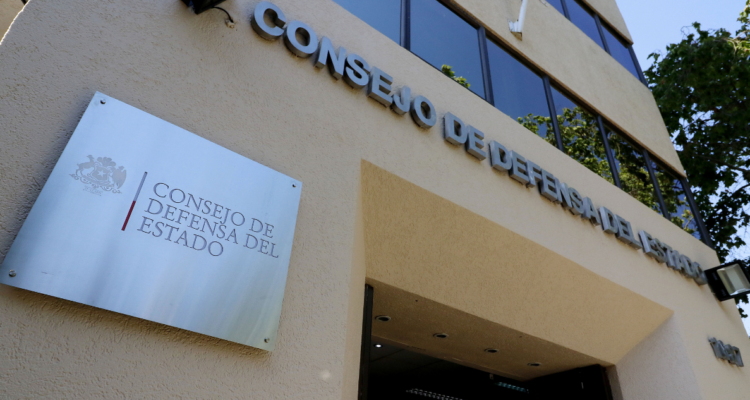 CONSEJO DE DEFENSA DEL ESTADO
CONSEJO DE
DEFENSA DEL
ESTADO